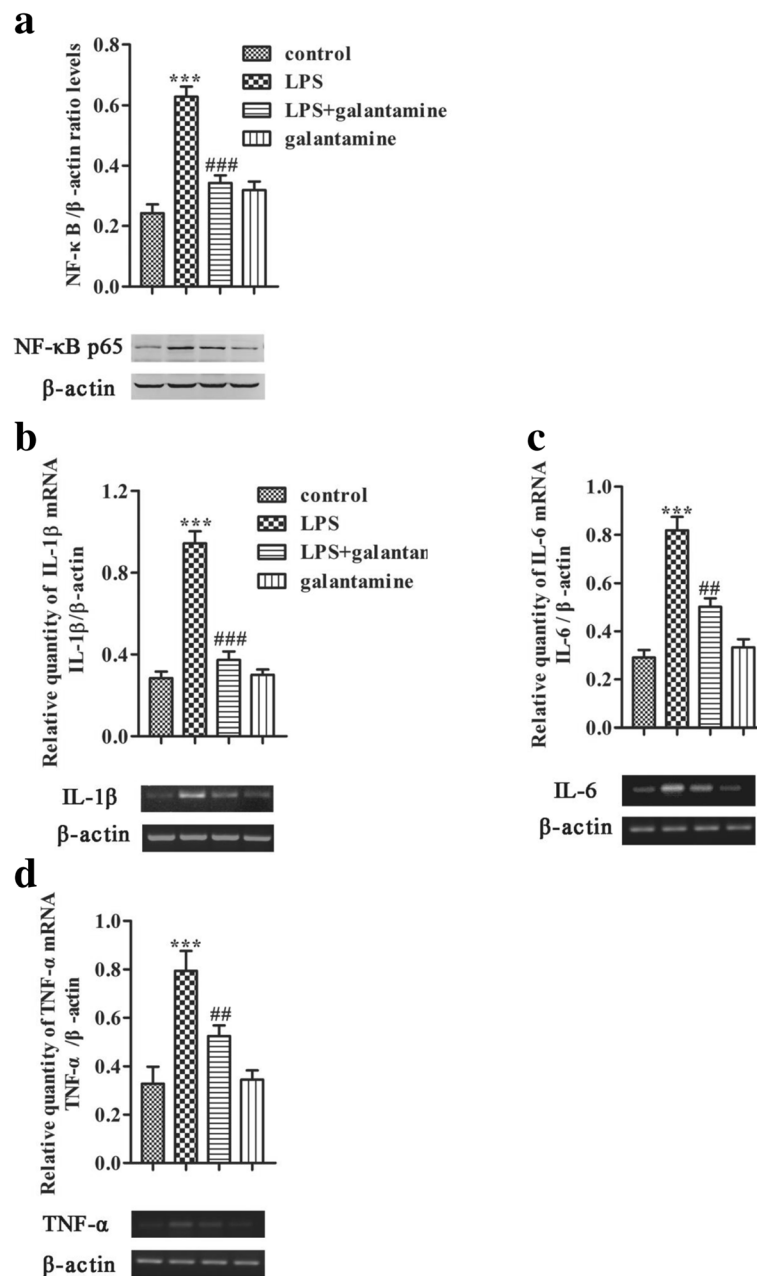 a
NF-κ B /β -actin ratio levels
0.8
0.6
0.4
0.2
0.0
***
###
control
LPS
LPS+galantamine
galantamine
NF-κB p65
β-actin
b
Relative quantity of IL-1β mRNA
IL-1β/β-actin
1.2
0.8
0.4
0.0
***
###
control
LPS
LPS+galantan
galantamine
IL-1β
β-actin
c
Relative quantity of IL-6 mRNA
IL-6 / β -actin
1.0
0.8
0.6
0.4
0.2
0.0
***
##
IL-6
β-actin
d
Relative quantity of TNF-α mRNA
TNF-α /β -actin
1.0
0.8
0.6
0.4
0.2
0.0
***
##
TNF-α
β-actin